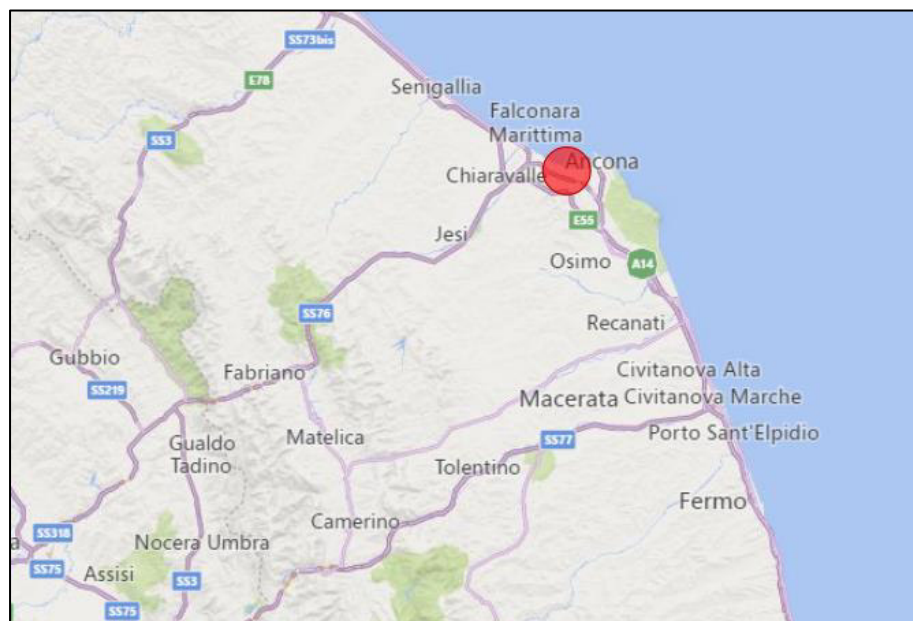 SS73bis
E78
Senigallia
Falconara
Marittima
SS3
Ancona
Chiaravalle
E55
Jesi
Osimo
A14
SS76
Recanati
Gubbio
Fabriano
Civitanova Alta
SS219
Macerata
Civitanova Marche
Matelica
SS77
Porto Sant'Elpidio
Gualdo
Tadino
Tolentino
Fermo
Camerino
SS318
Nocera Umbra
a
SS75
Assisi
SS3
SS75